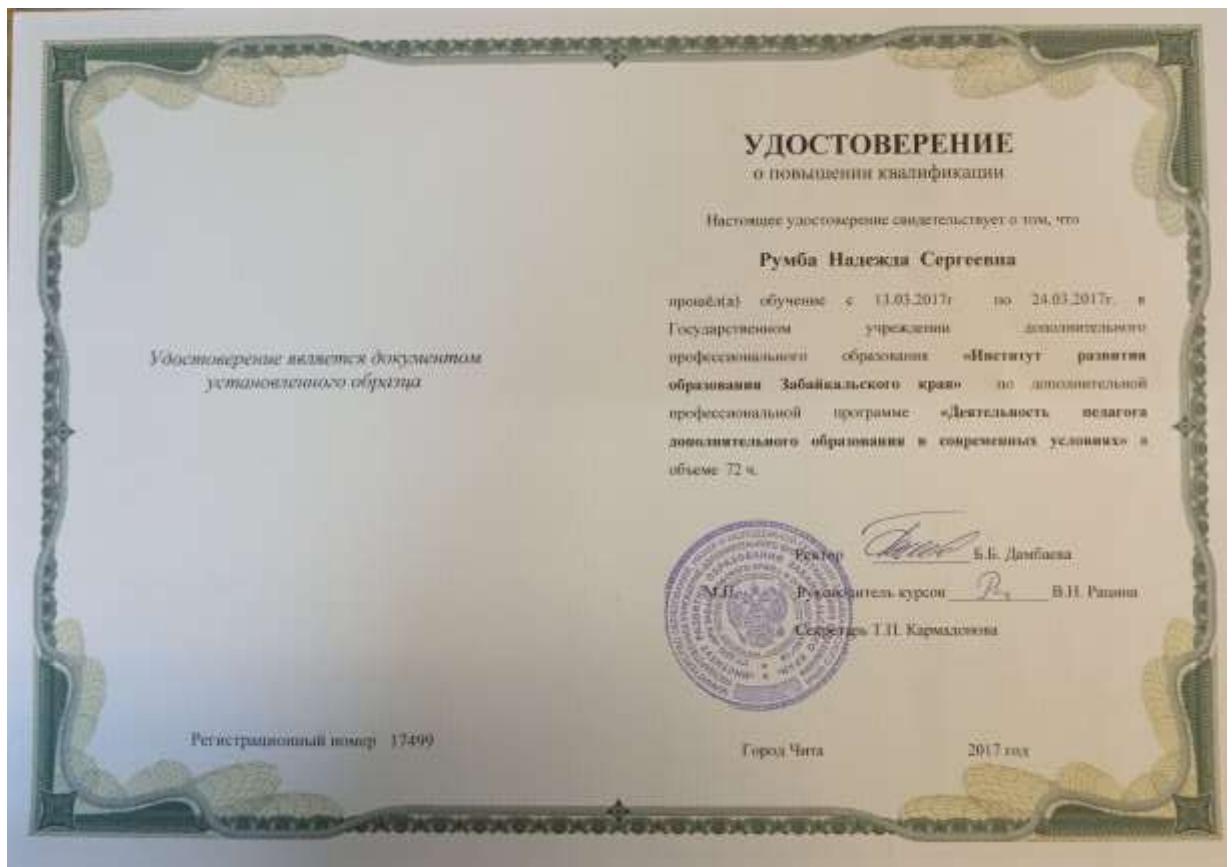 Удостоверение является документом
установленного образца
Регистрационный номер 17499
УДОСТОВЕРЕНИЕ
о повышении квалификации
Настоящее удостоверение свидетельствует о том, что
Румба Надежда Сергеевна
прошёл(а) обучение с 13.03.2017г по 24.03.2017г. в
Государственном учреждении дополнительного
профессионального образования «Институт развития
образования Забайкальского края» по дополнительной
профессиональной программе «Деятельность педагога
дополнительного образования в современных условиях» в
объеме 72 ч.
Ректор Б.Б. Дамбаева
М.П. Руководитель курсов В.Н. Рацина
Секретарь Т.П. Кармадонова
Город Чита 2017 год